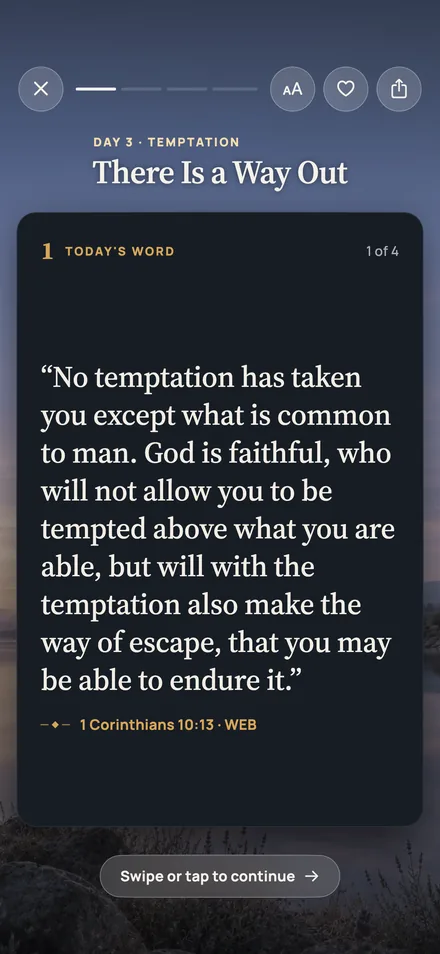 AA
DAY 3 · TEMPTATION
There Is a Way Out
1 TODAY'S WORD 1 of 4
“No temptation has taken
you except what is common
to man. God is faithful, who
will not allow you to be
tempted above what you are
able, but will with the
temptation also make the
way of escape, that you may
be able to endure it.”
1 Corinthians 10:13 · WEB
Swipe or tap to continue →